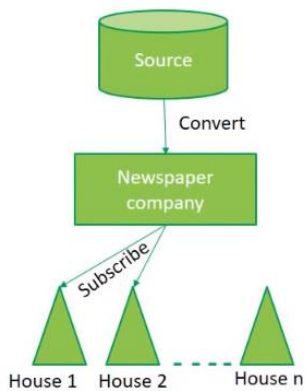 Source
Convert
Newspaper
company
Subscribe
House 1 House 2 House n